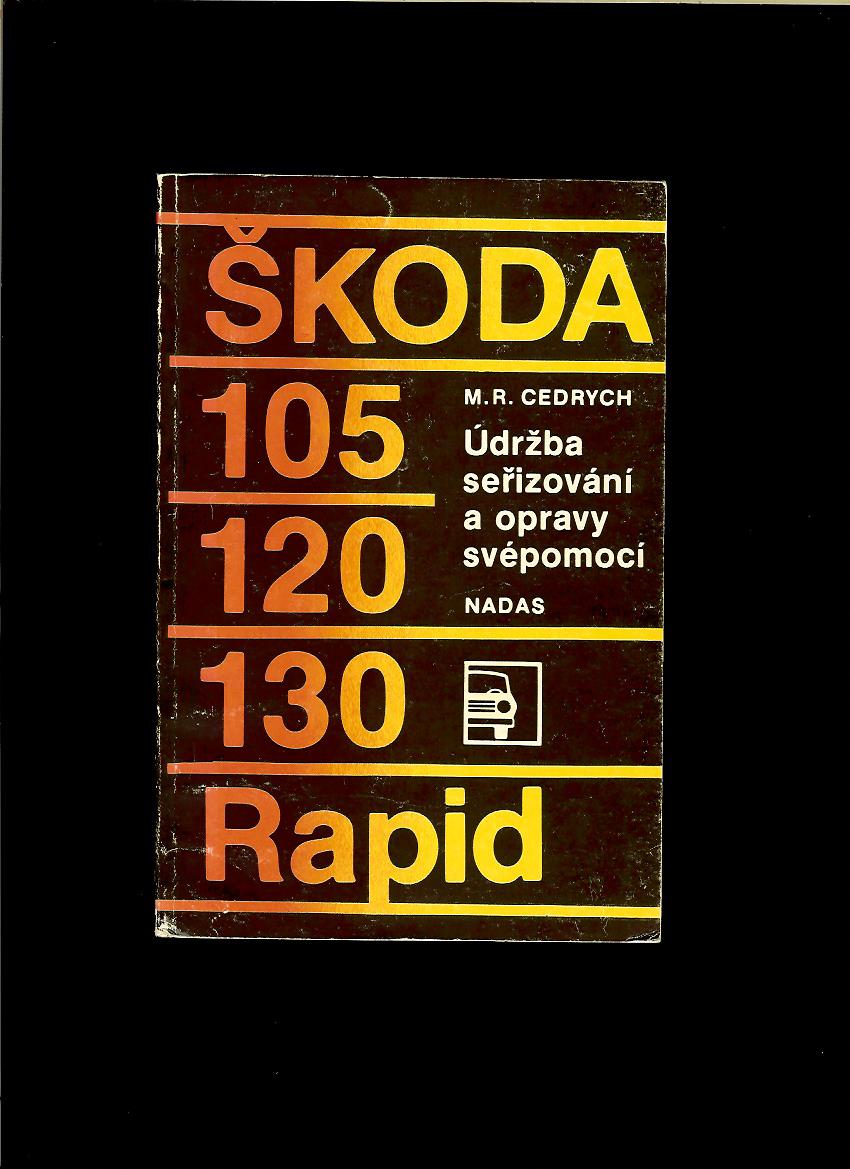 ŠKODA
105
120
130
Rapid
M.R. CEDRYCH
Údržba
seřizování
a opravy
svépomocí
NADAS